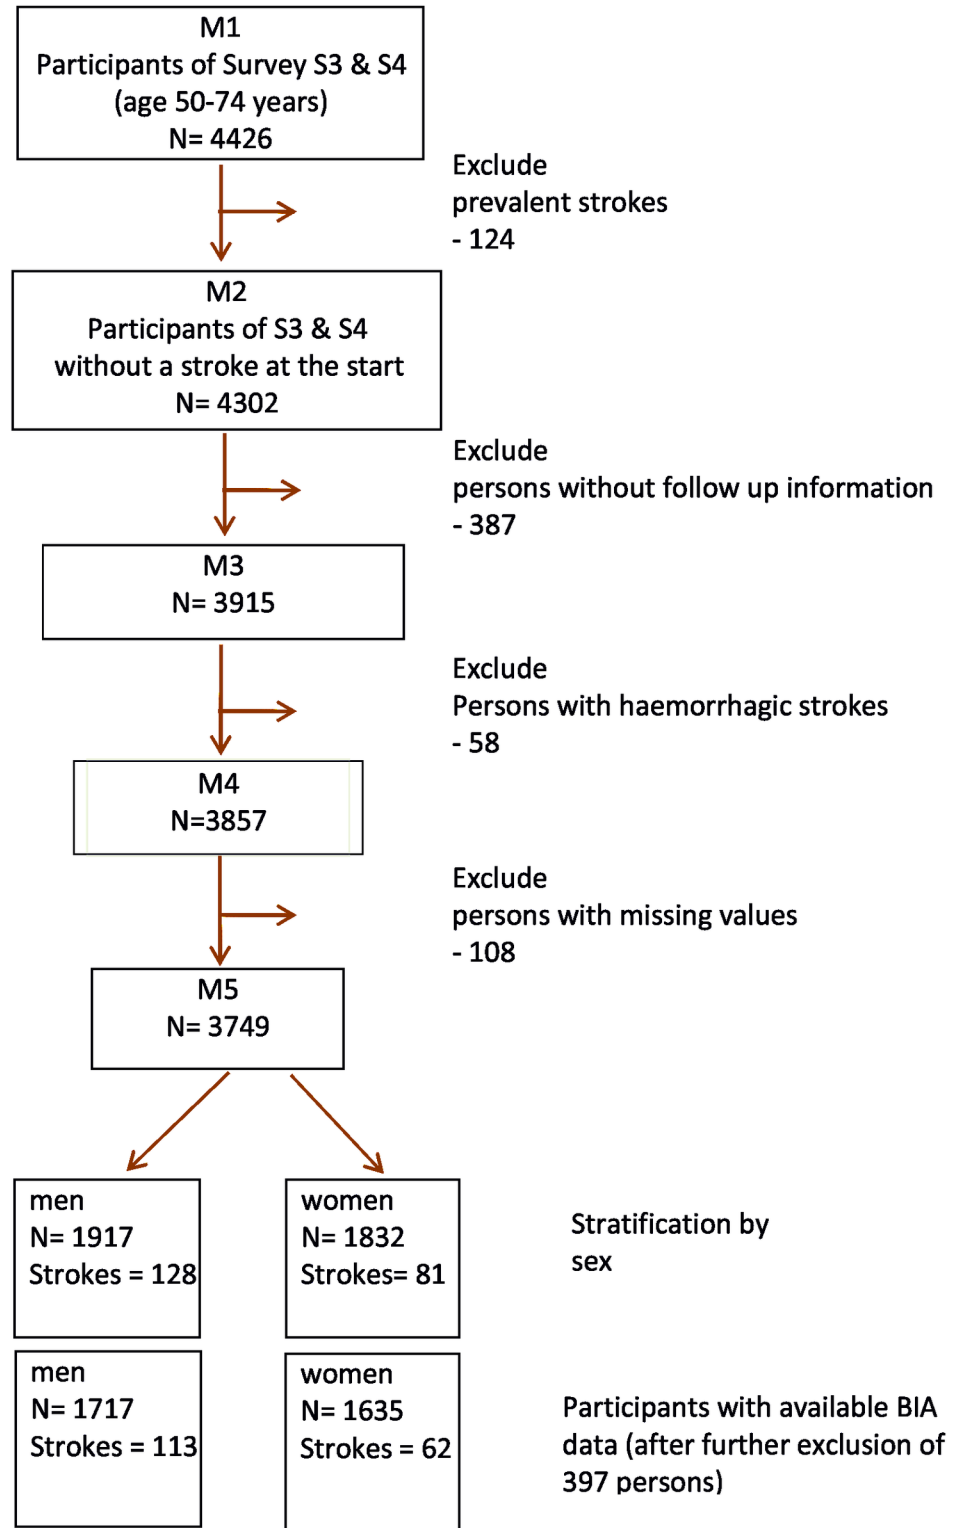 M1
Participants of Survey S3 & S4
(age 50-74 years)
N= 4426
Exclude
prevalent strokes
- 124
M2
Participants of S3 & S4
without a stroke at the start
N= 4302
Exclude
persons without follow up information
- 387
M3
N= 3915
Exclude
Persons with haemorrhagic strokes
- 58
M4
N=3857
Exclude
persons with missing values
- 108
M5
N= 3749
men
N= 1917
Strokes = 128
women
N= 1832
Strokes= 81
Stratification by
sex
men
N= 1717
Strokes = 113
women
N= 1635
Strokes = 62
Participants with available BIA
data (after further exclusion of
397 persons)